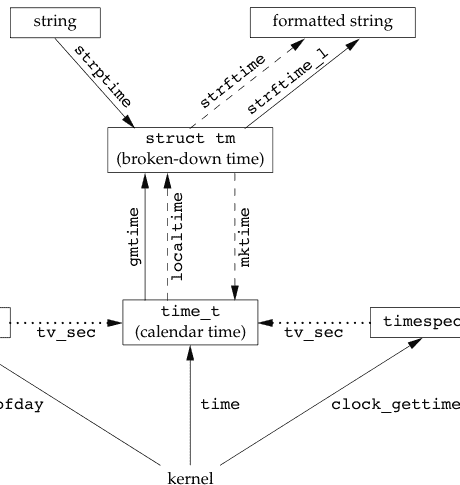 string
formatted string
strptime
strftime
strftime_l
struct tm
(broken-down time)
gmtime
localtime
mktime
time_t
(calendar time)
timespec
tv_sec
tv_sec
ofday
time
clock_gettime
kernel